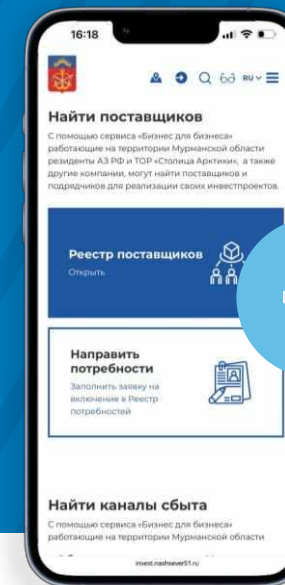 16:18
RU
Найти поставщиков
С помощью сервиса «Бизнес для бизнеса»
работающие на территории Мурманской области
резиденты АЗ РФ и ТОР «Столица Арктики», а также
другие компании, могут найти поставщиков и
подрядчиков для реализации своих инвестпроектов.
Реестр поставщиков
Открыть
Направить
потребности
Заполнить заявку на
включение в Реестр
потребностей
Найти каналы сбыта
С помощью сервиса «Бизнес для бизнеса»
работающие на территории Мурманской области
invest.nashsever51.ru